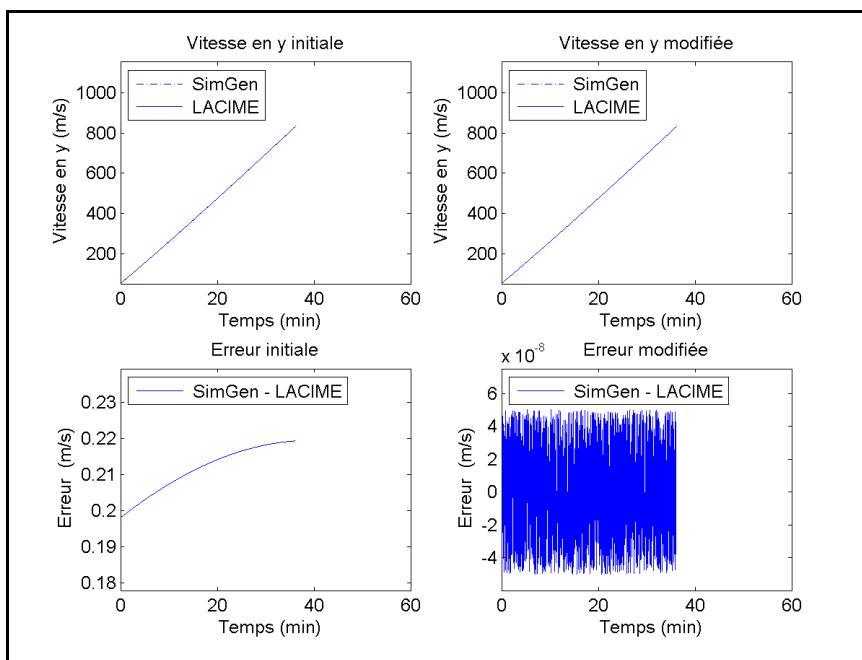 Vitesse en y initiale
SimGen
LACIME
Vitesse en y (m/s)
1000
800
600
400
200
0
20
40
60
Temps (min)
Vitesse en y modifiée
SimGen
LACIME
Vitesse en y (m/s)
1000
800
600
400
200
0
20
40
60
Temps (min)
Erreur initiale
SimGen - LACIME
Erreur (m/s)
0.23
0.22
0.21
0.2
0.19
0.18
0
20
40
60
Temps (min)
x 10⁻⁸
Erreur modifiée
SimGen - LACIME
Erreur (m/s)
6
4
2
0
-2
-4
0
20
40
60
Temps (min)